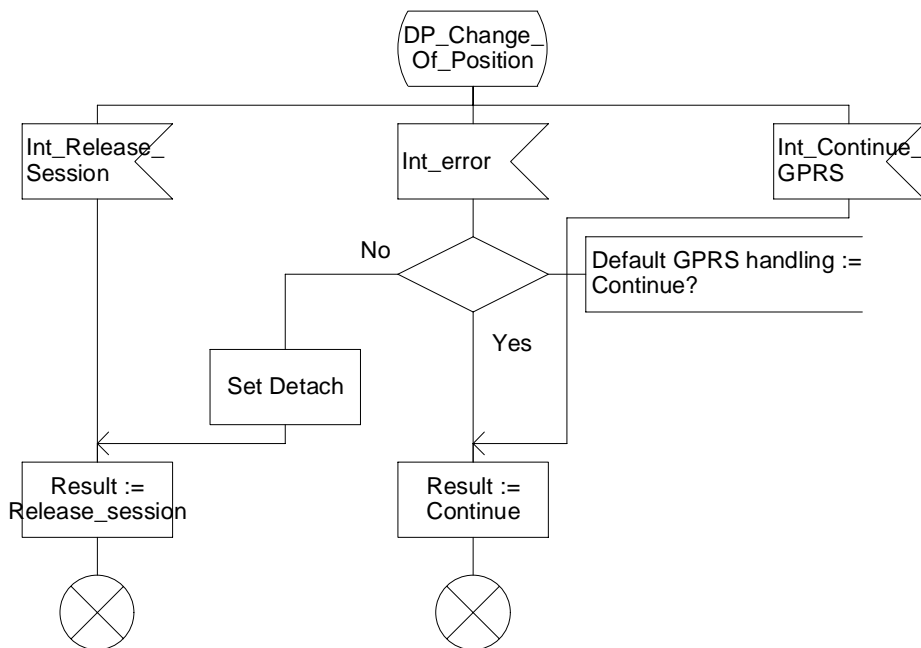 DP_Change_
Of_Position
Int_Release_
Session
Int_error
Int_Continue_
GPRS
No
Default GPRS handling :=
Continue?
Yes
Set Detach
Result :=
Release_session
Result :=
Continue